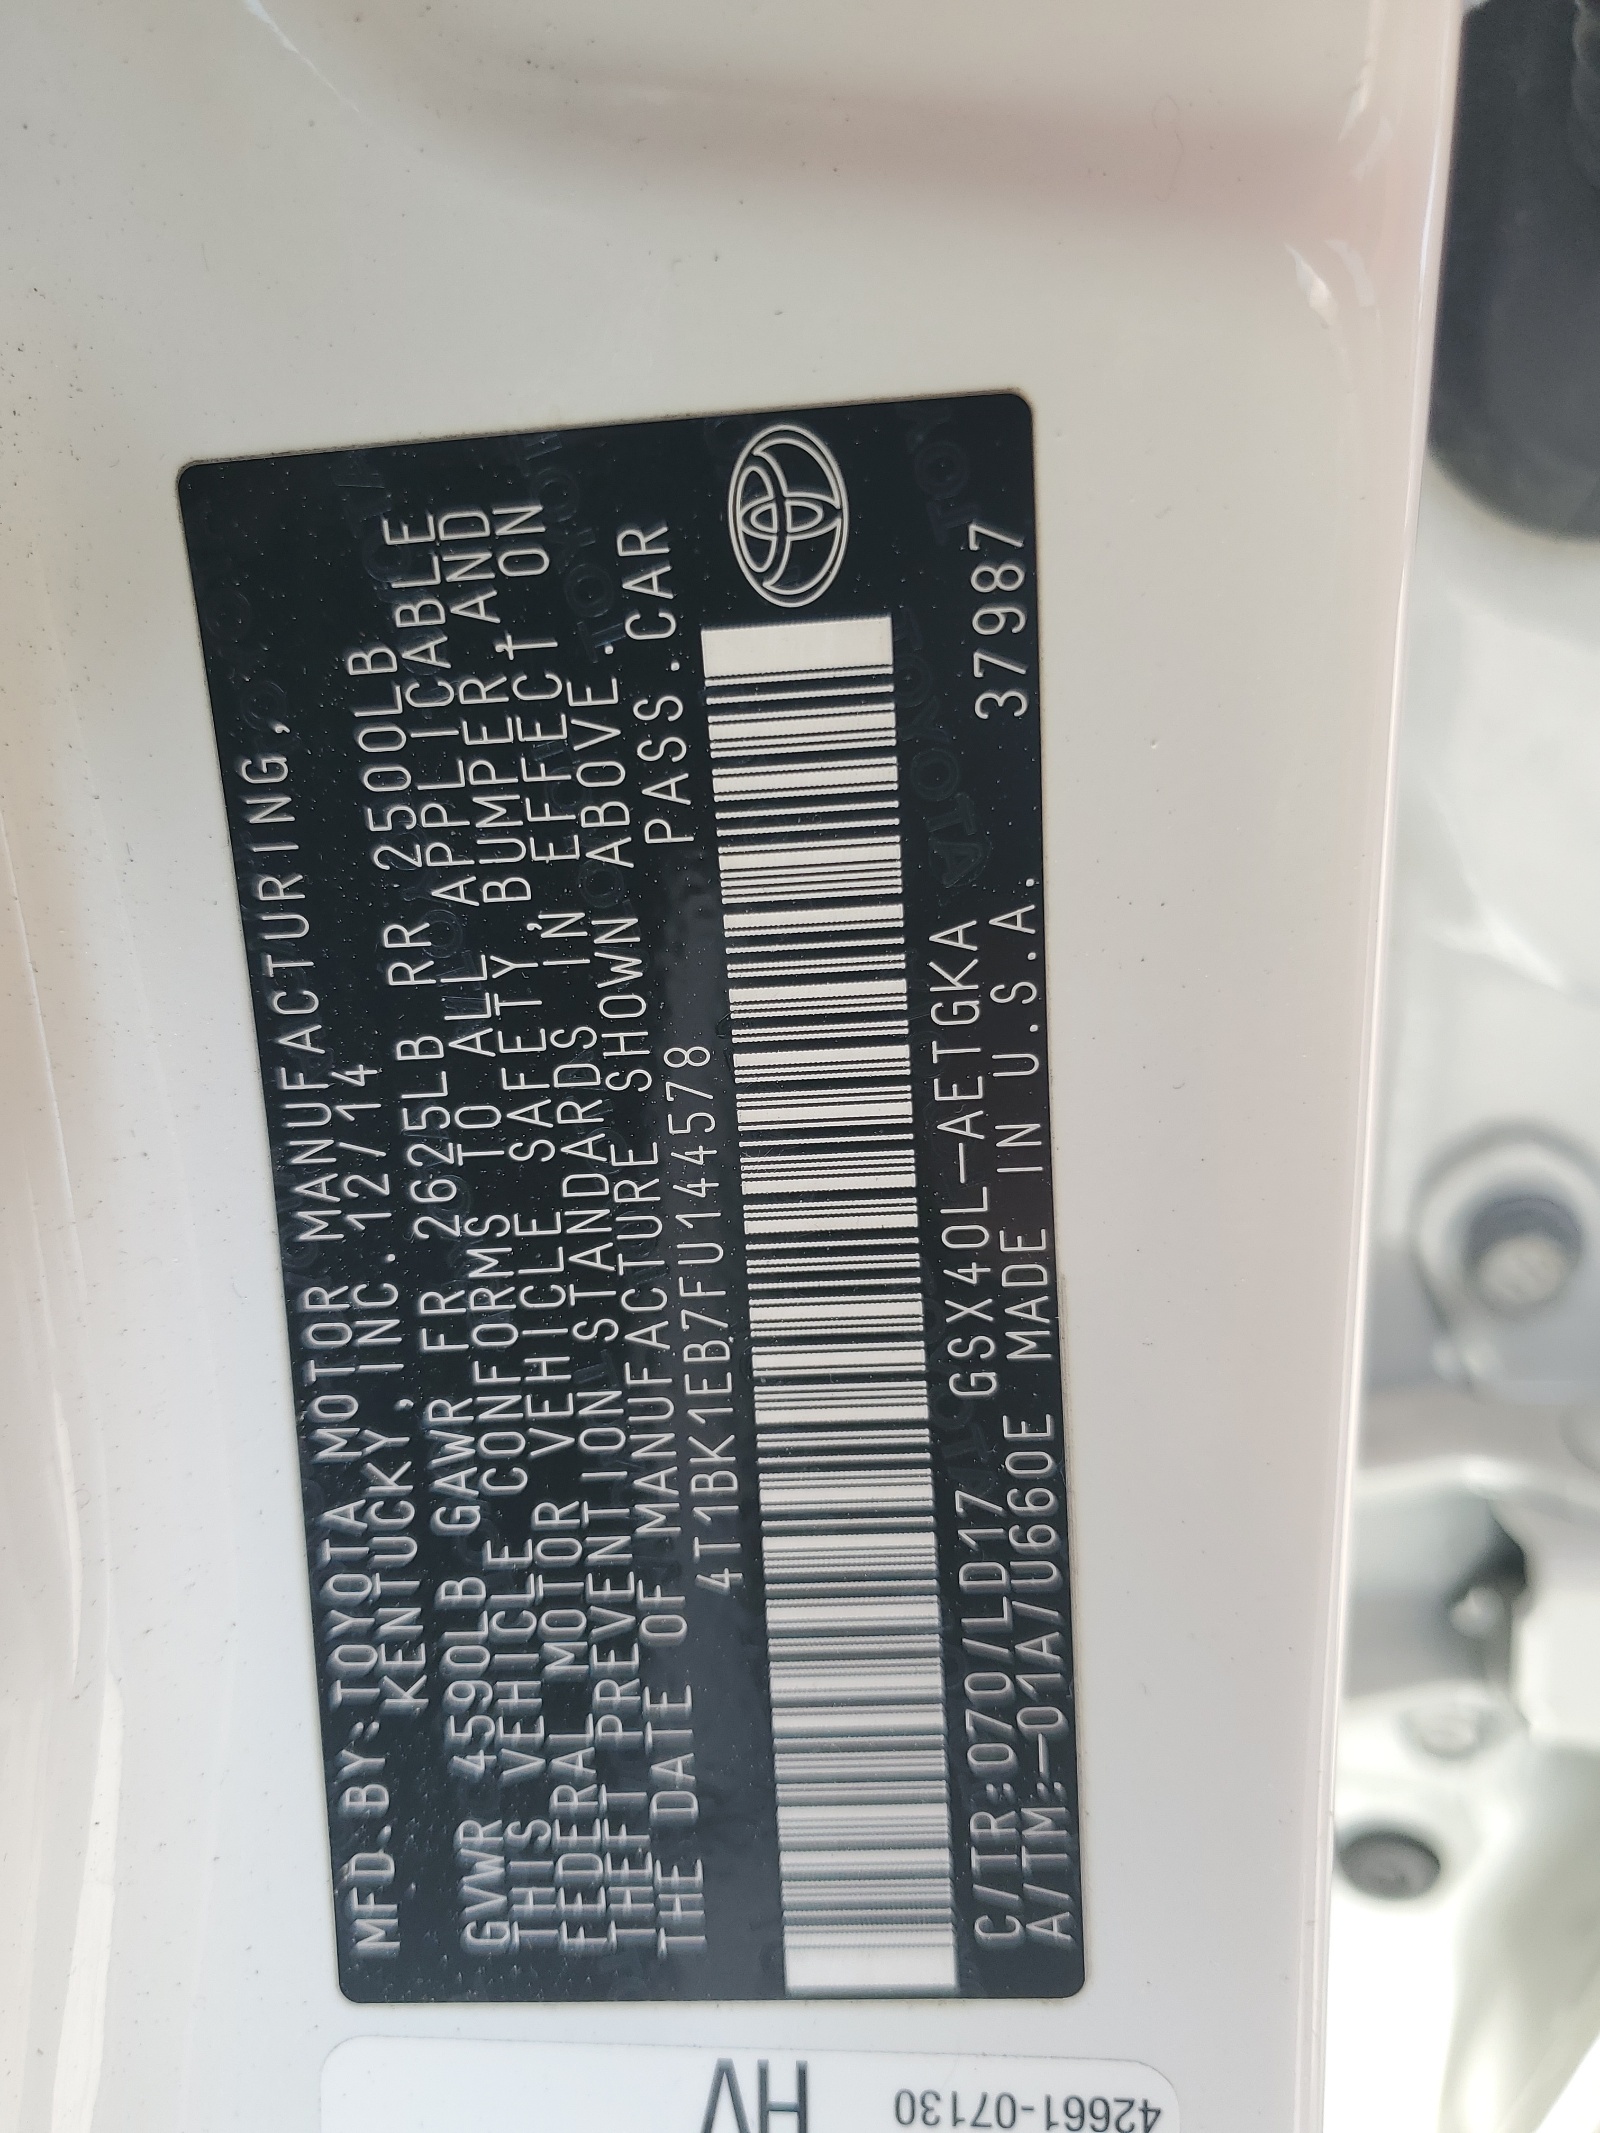 MFD.BY:TOYOTA MOTOR MANUFACTURING,
KENTUCKY, INC. 12/14
GVWR 4590LB GAWR FR 2625LB RR 2500LB
THIS VEHICLE CONFORMS TO ALL APPLICABLE
FEDERAL MOTOR VEHICLE SAFETY, BUMPER AND
THEFT PREVENTION STANDARDS IN EFFECT ON
THE DATE OF MANUFACTURE SHOWN ABOVE.
4T1BK1EB7FU144578 PASS.CAR
C/TR:070/LD17 GSX40L-AETGKA
A/TM:-01A/U660E MADE IN U.S.A. 37987
HV
42661-07130